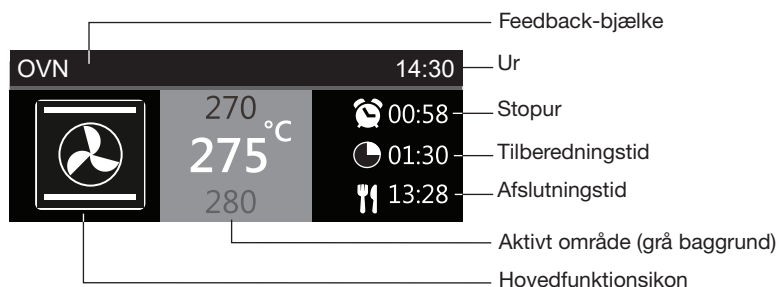 Feedback-bjælke
OVN 14:30
Ur
270
275 °C
280
00:58
Stopur
01:30
Tilberedningstid
13:28
Afslutningstid
Aktivt område (grå baggrund)
Hovedfunktionsikon